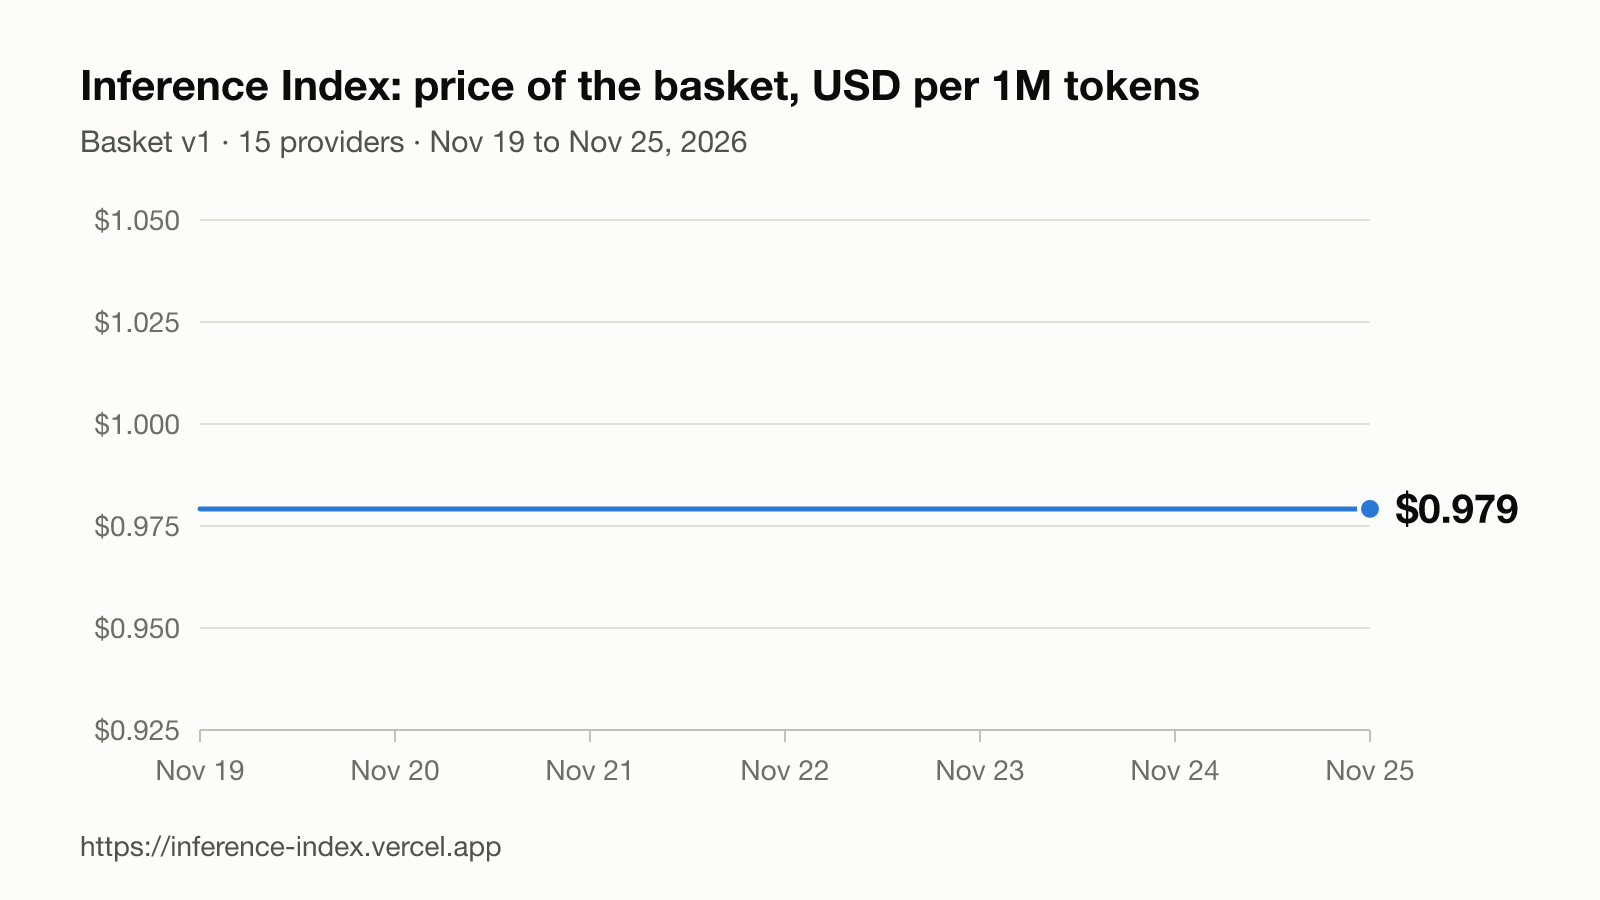 Inference Index: price of the basket, USD per 1M tokens
Basket v1 · 15 providers · Nov 19 to Nov 25, 2026
$1.050
$1.025
$1.000
$0.979
$0.975
$0.950
$0.925
Nov 19 Nov 20 Nov 21 Nov 22 Nov 23 Nov 24 Nov 25
https://inference-index.vercel.app